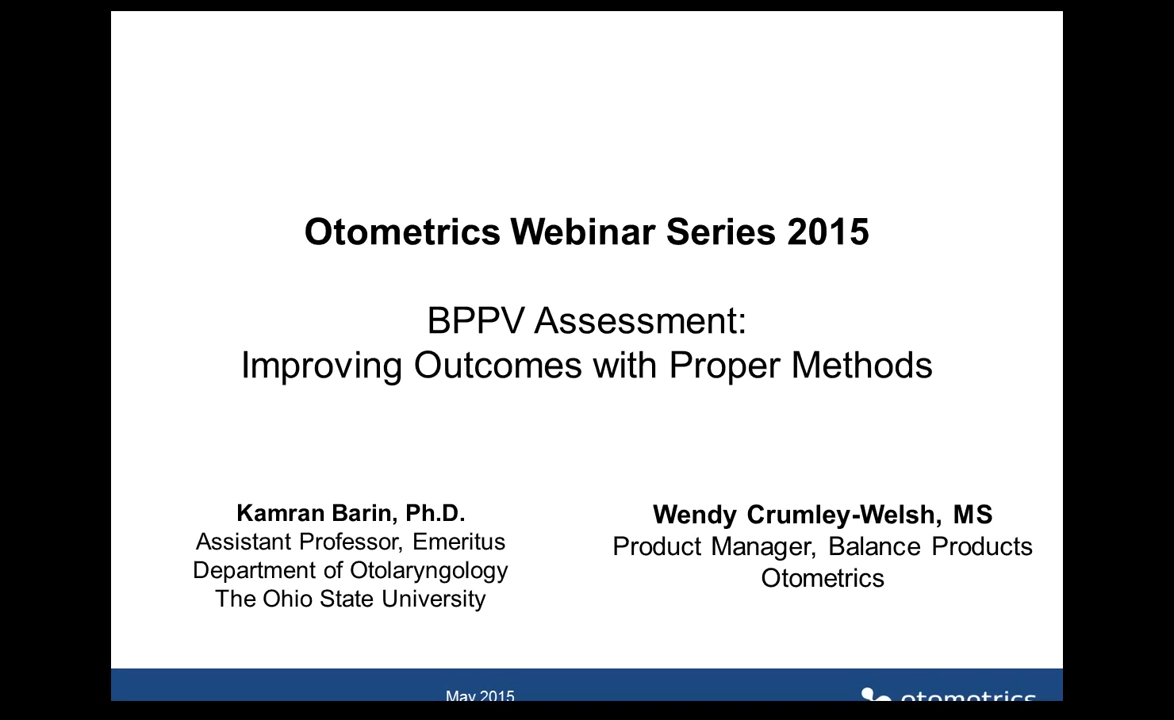 Otometrics Webinar Series 2015
BPPV Assessment:
Improving Outcomes with Proper Methods
Kamran Barin, Ph.D.
Assistant Professor, Emeritus
Department of Otolaryngology
The Ohio State University
Wendy Crumley-Welsh, MS
Product Manager, Balance Products
Otometrics
May 2015
otometrics